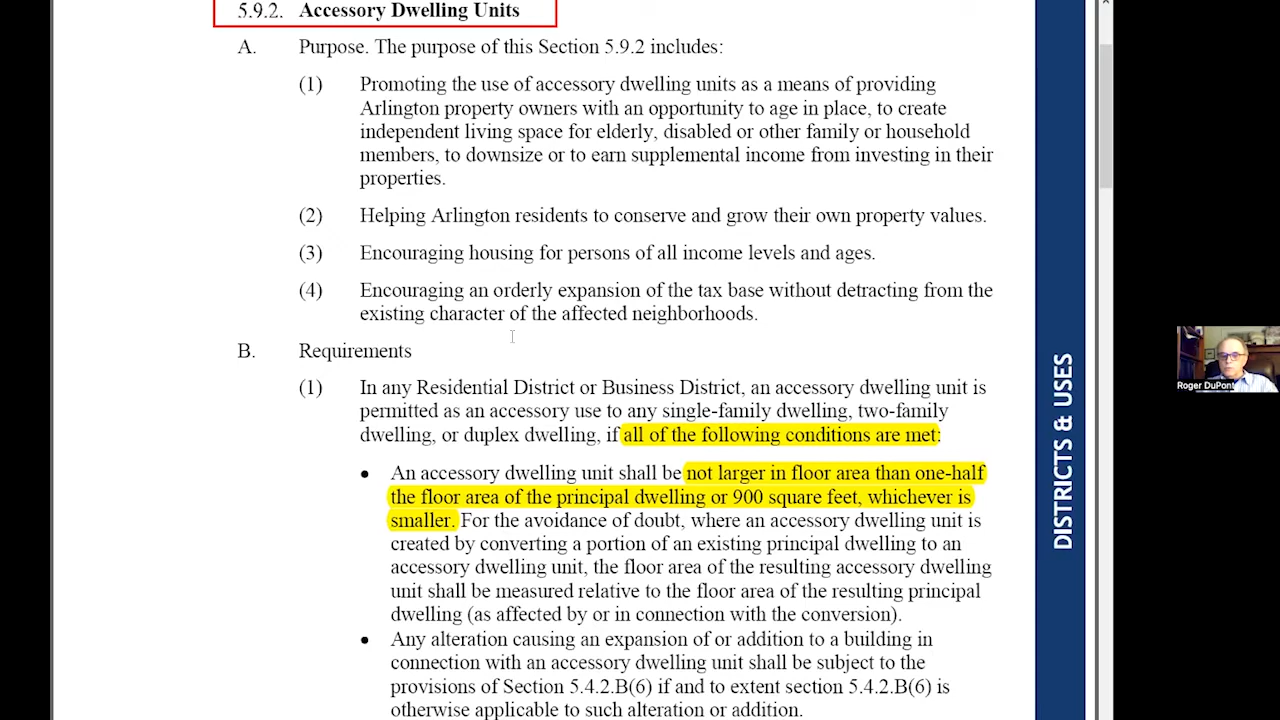 5.9.2. Accessory Dwelling Units
A. Purpose. The purpose of this Section 5.9.2 includes:
(1) Promoting the use of accessory dwelling units as a means of providing
Arlington property owners with an opportunity to age in place, to create
independent living space for elderly, disabled or other family or household
members, to downsize or to earn supplemental income from investing in their
properties.
(2) Helping Arlington residents to conserve and grow their own property values.
(3) Encouraging housing for persons of all income levels and ages.
(4) Encouraging an orderly expansion of the tax base without detracting from the
existing character of the affected neighborhoods.
B. Requirements
(1) In any Residential District or Business District, an accessory dwelling unit is
permitted as an accessory use to any single-family dwelling, two-family
dwelling, or duplex dwelling, if all of the following conditions are met:
• An accessory dwelling unit shall be not larger in floor area than one-half
the floor area of the principal dwelling or 900 square feet, whichever is
smaller. For the avoidance of doubt, where an accessory dwelling unit is
created by converting a portion of an existing principal dwelling to an
accessory dwelling unit, the floor area of the resulting accessory dwelling
unit shall be measured relative to the floor area of the resulting principal
dwelling (as affected by or in connection with the conversion).
• Any alteration causing an expansion of or addition to a building in
connection with an accessory dwelling unit shall be subject to the
provisions of Section 5.4.2.B(6) if and to extent section 5.4.2.B(6) is
otherwise applicable to such alteration or addition.
DISTRICTS & USES
Roger DuPont